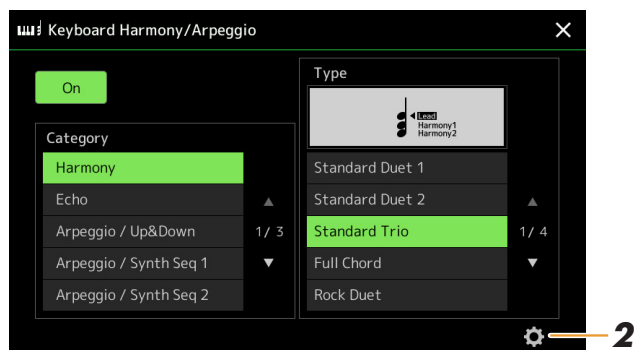 Keyboard Harmony/Arpeggio
On
Category
Harmony
Echo
Arpeggio / Up&Down
Arpeggio / Synth Seq 1
Arpeggio / Synth Seq 2
1/ 3
Type
Lead
Harmony1
Harmony2
Standard Duet 1
Standard Duet 2
Standard Trio
Full Chord
Rock Duet
1/ 4
2